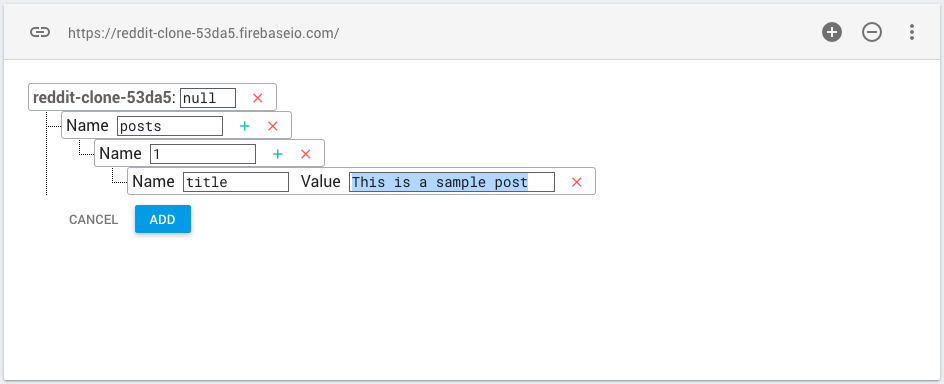 https://reddit-clone-53da5.firebaseio.com/
reddit-clone-53da5: null
Name posts
Name 1
Name title Value This is a sample post
CANCEL ADD